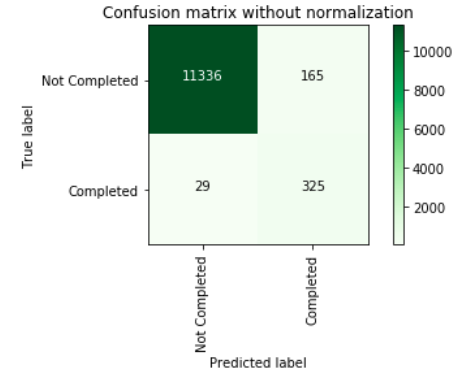 Confusion matrix without normalization
True label
Not Completed
11336
165
Completed
29
325
10000
8000
6000
4000
2000
Not Completed
Completed
Predicted label